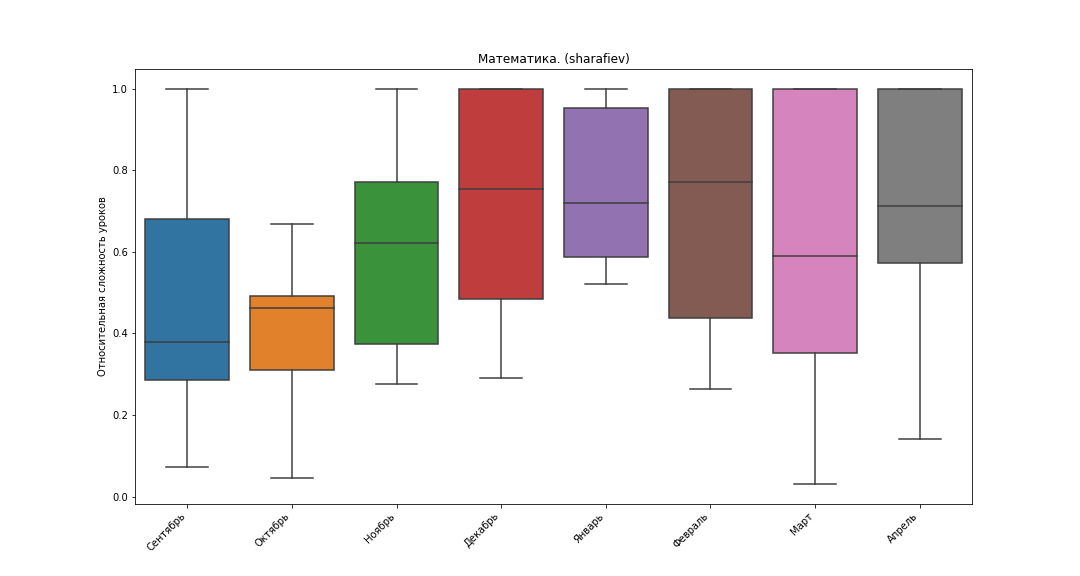 Математика. (sharafiev)
Относительная сложность уроков
1.0
0.8
0.6
0.4
0.2
0.0
Сентябрь
Октябрь
Ноябрь
Декабрь
Январь
Февраль
Март
Апрель